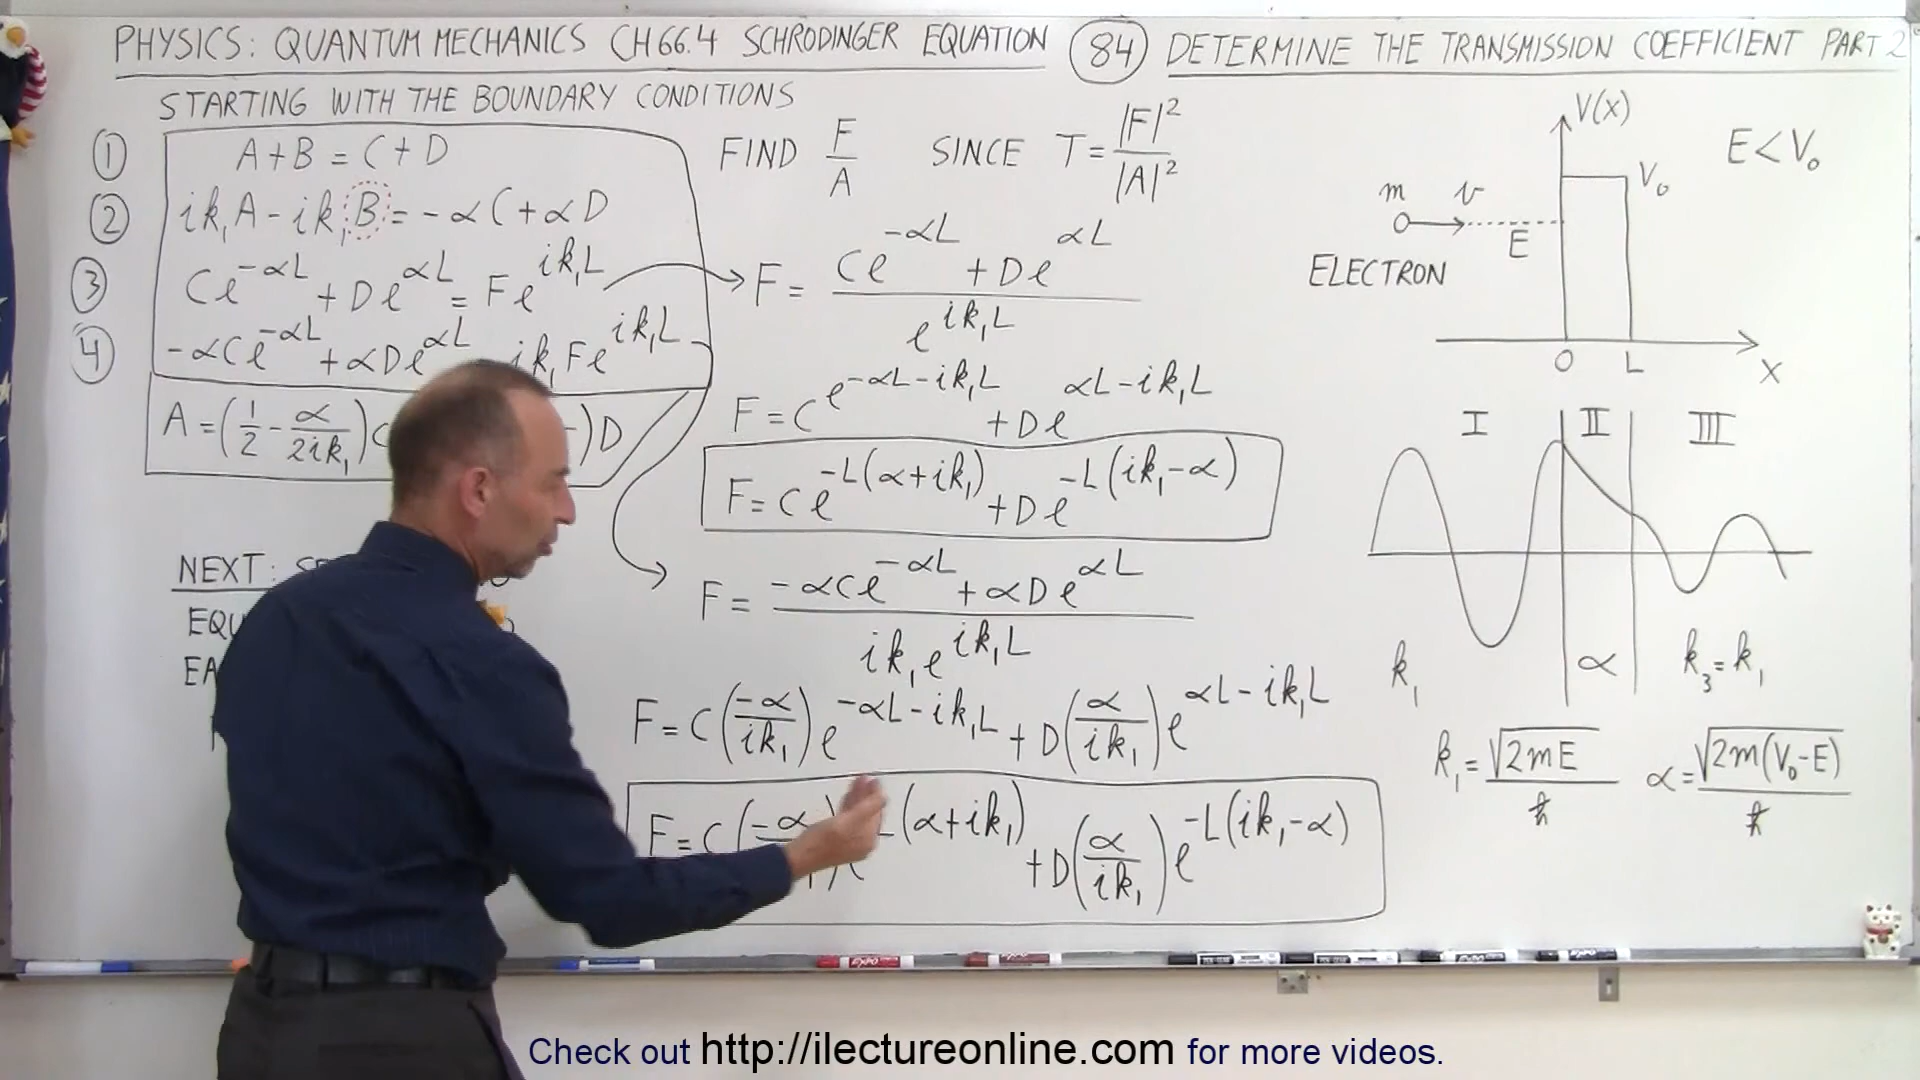 PHYSICS: QUANTUM MECHANICS CH 66.4 SCHRODINGER EQUATION (84) DETERMINE THE TRANSMISSION COEFFICIENT PART 2
STARTING WITH THE BOUNDARY CONDITIONS
① A + B = C + D
② ik₁A - ik₁B = -αC + αD
③ Ce^(-αL) + De^(αL) = Fe^(ik₁L)
④ -αCe^(-αL) + αDe^(αL) ik₁Fe^(ik₁L)
A = (1/2 - α/2ik₁)C )D
NEXT:
FIND F/A SINCE T = |F|²/|A|²
F = (Ce^(-αL) + De^(αL)) / e^(ik₁L)
F = Ce^(-αL-ik₁L) + De^(αL-ik₁L)
F = Ce^(-L(α+ik₁)) + De^(-L(ik₁-α))
F = (-αCe^(-αL) + αDe^(αL)) / ik₁e^(ik₁L)
F = C(-α/ik₁)e^(-αL-ik₁L) + D(α/ik₁)e^(αL-ik₁L)
F = C(-α L(α+ik₁) + D(α/ik₁)e^(-L(ik₁-α))
V(x)
E < V₀
V₀
m v
E
ELECTRON
0 L x
I II III
k₁ α k₃ = k₁
k₁ = √(2mE)/ħ α = √(2m(V₀-E))/ħ
Check out http://ilectureonline.com for more videos.